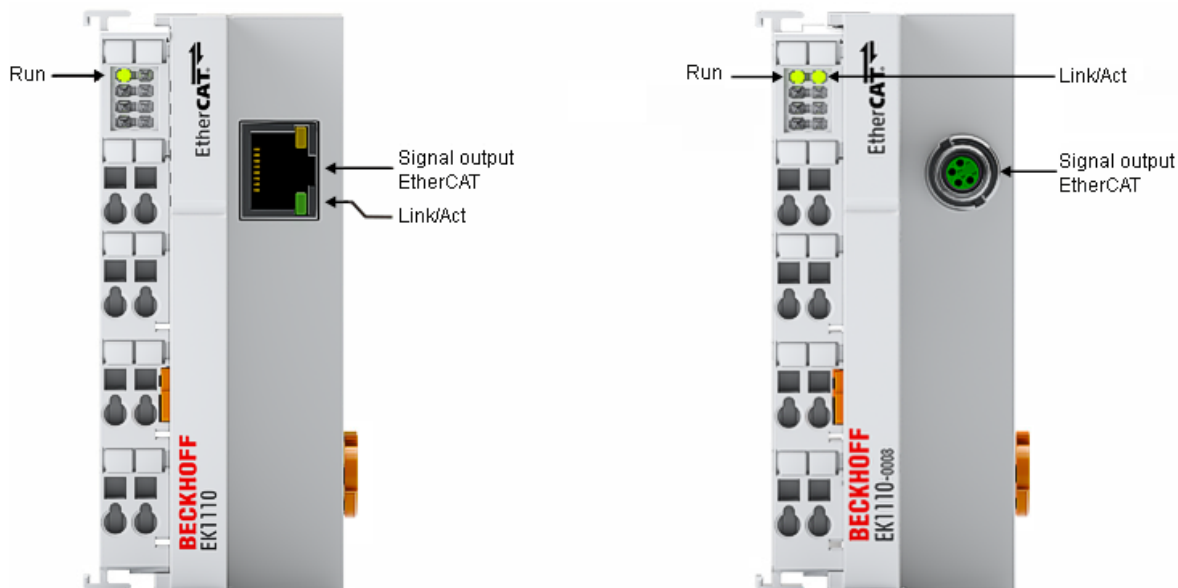 Run
EtherCAT®
Signal output
EtherCAT
Link/Act
BECKHOFF
EK1110
Run
Link/Act
EtherCAT®
Signal output
EtherCAT
BECKHOFF
EK1110-0008